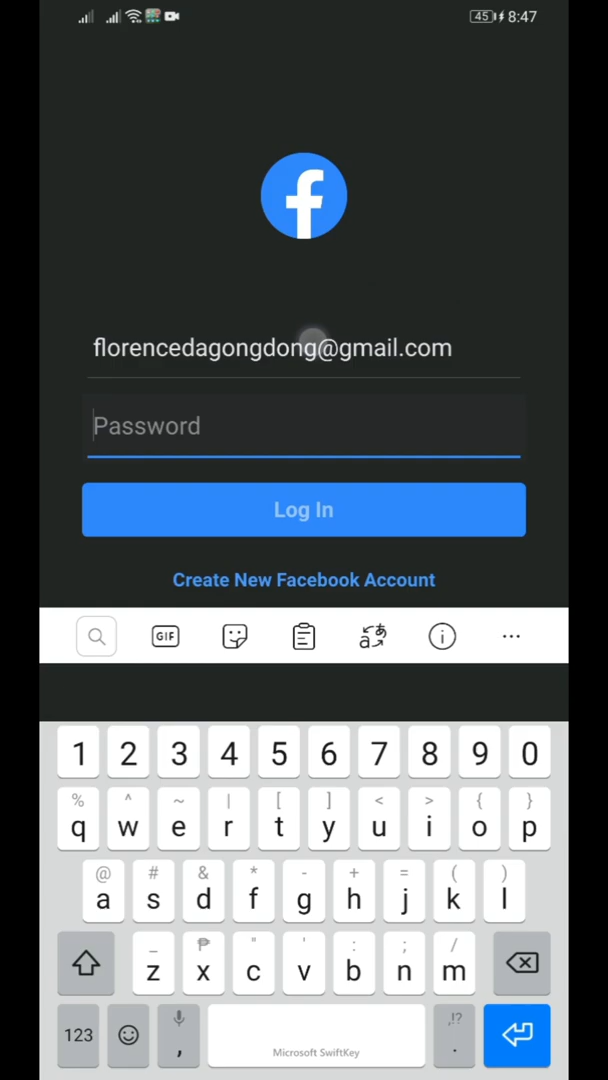 45 8:47
florencedagongdong@gmail.com
Password
Log In
Create New Facebook Account
GIF
1 2 3 4 5 6 7 8 9 0
% ^ ~ | [ ] < > { }
q w e r t y u i o p
@ # & * - + = ( )
a s d f g h j k l
_ ₱ " ' : ; /
z x c v b n m
,!?
123 , Microsoft SwiftKey .